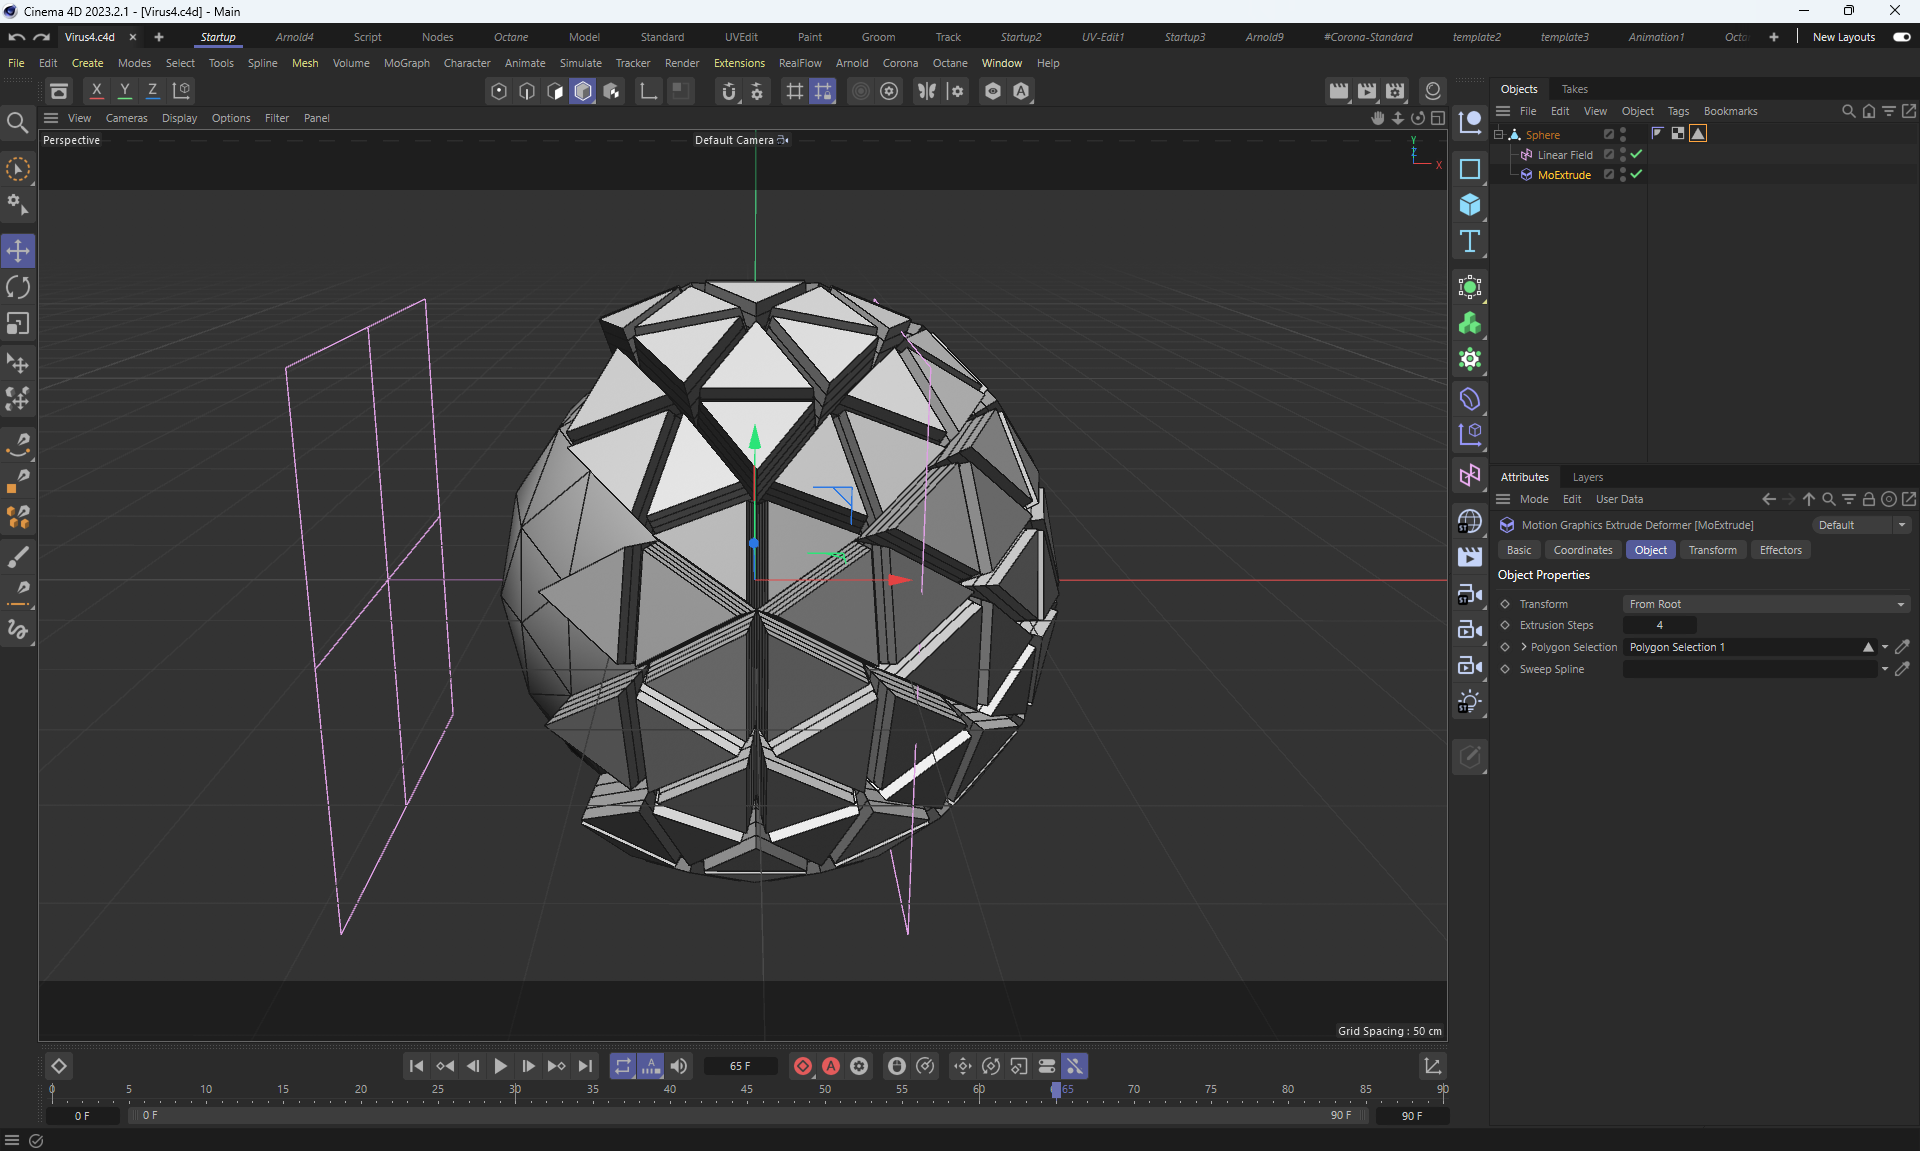 Cinema 4D 2023.2.1 - [Virus4.c4d] - Main
Virus4.c4d
Startup
Arnold4
Script
Nodes
Octane
Model
Standard
UVEdit
Paint
Groom
Track
Startup2
UV-Edit1
Startup3
Arnold9
#Corona-Standard
template2
template3
Animation1
Octa
New Layouts
File Edit Create Modes Select Tools Spline Mesh Volume MoGraph Character Animate Simulate Tracker Render Extensions RealFlow Arnold Corona Octane Window Help
X Y Z
View Cameras Display Options Filter Panel
Perspective
Default Camera
Y
Z
X
Grid Spacing : 50 cm
Objects Takes
File Edit View Object Tags Bookmarks
Sphere
Linear Field
MoExtrude
Attributes Layers
Mode Edit User Data
Motion Graphics Extrude Deformer [MoExtrude]
Default
Basic Coordinates Object Transform Effectors
Object Properties
Transform From Root
Extrusion Steps 4
Polygon Selection Polygon Selection 1
Sweep Spline
65 F
0 5 10 15 20 25 30 35 40 45 50 55 60 65 70 75 80 85 90
0 F 0 F 90 F 90 F